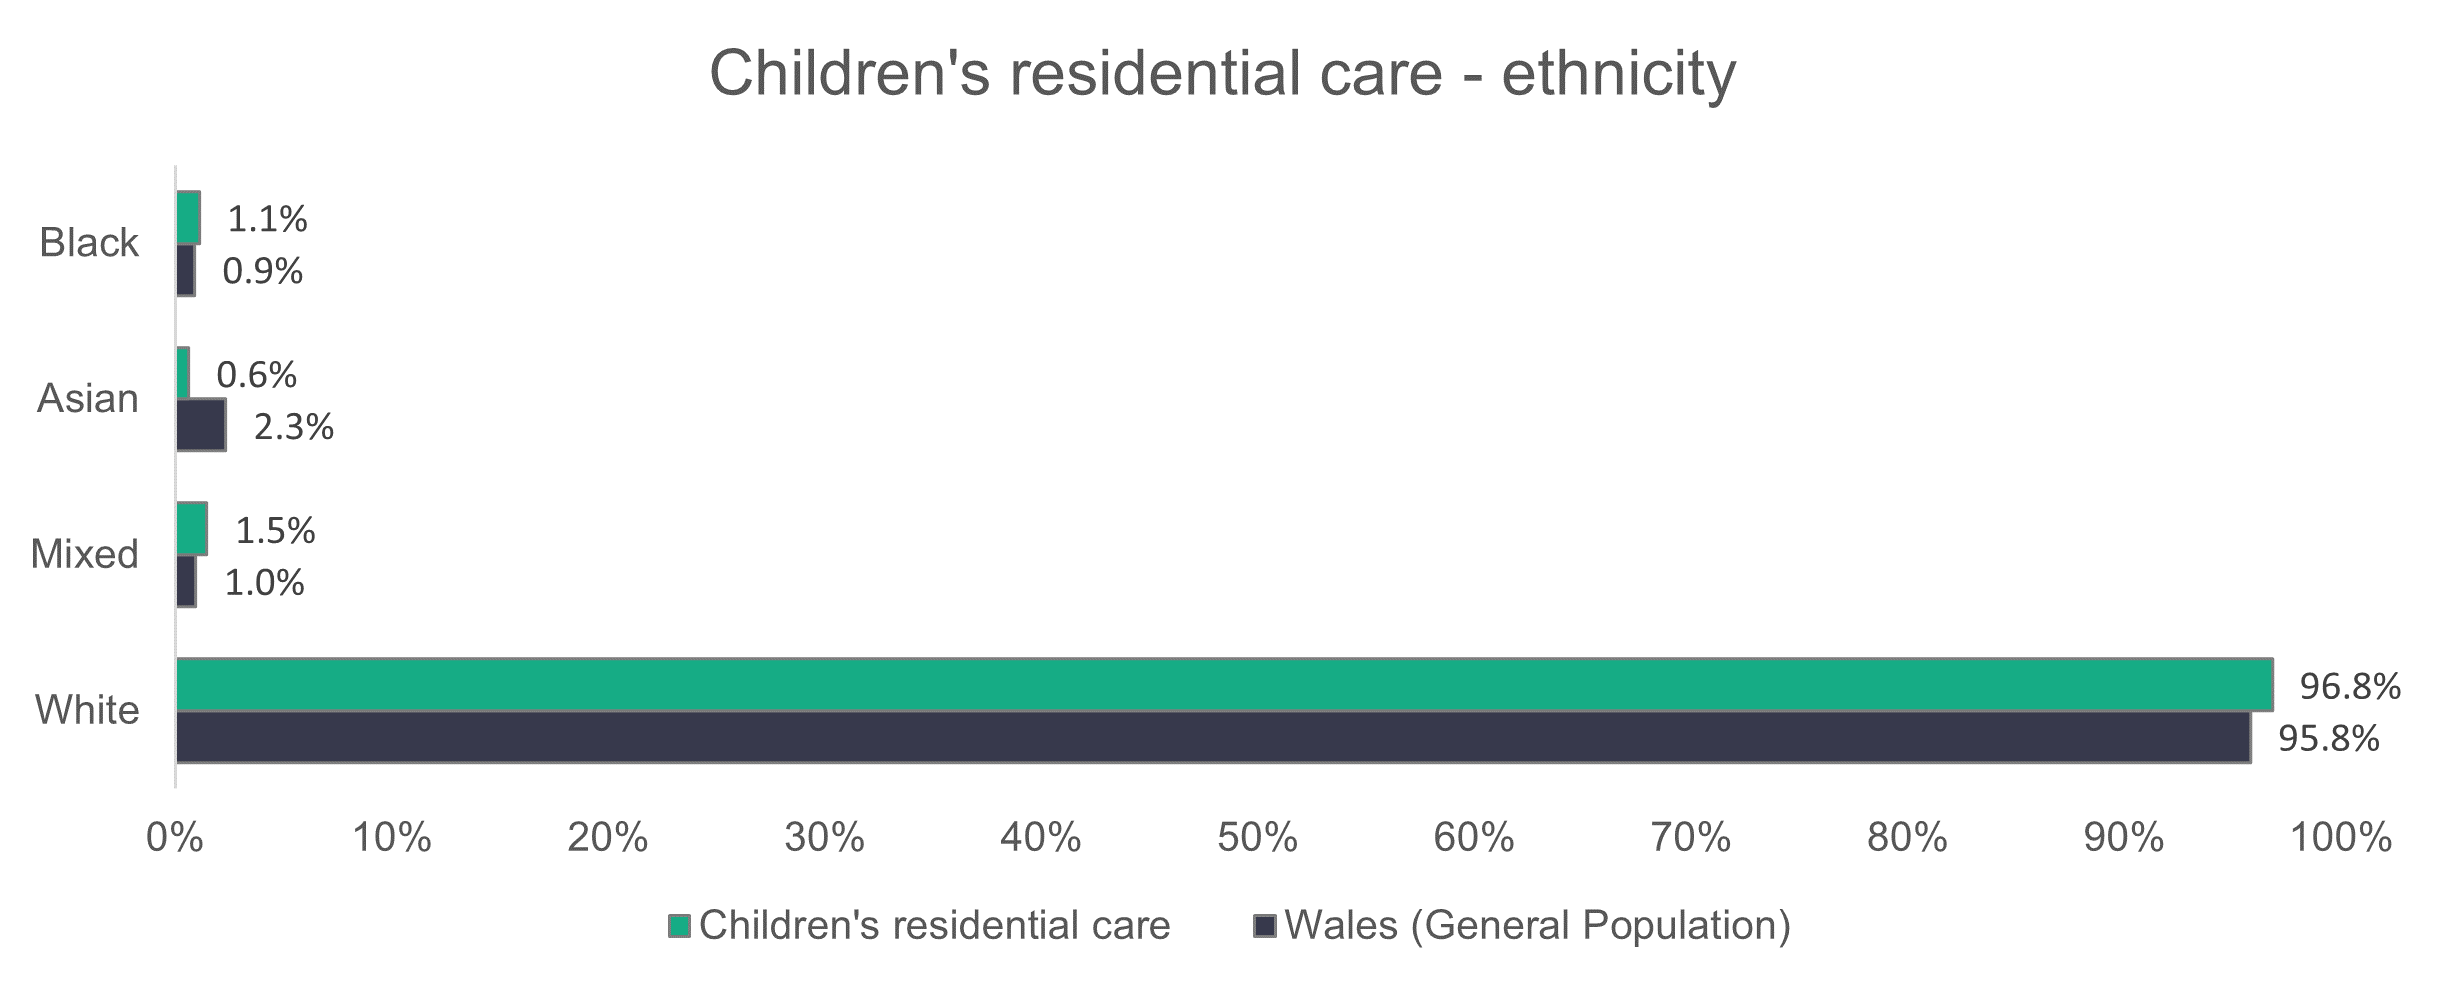 Children's residential care - ethnicity
Black
1.1%
0.9%
Asian
0.6%
2.3%
Mixed
1.5%
1.0%
White
96.8%
95.8%
0% 10% 20% 30% 40% 50% 60% 70% 80% 90% 100%
Children's residential care Wales (General Population)